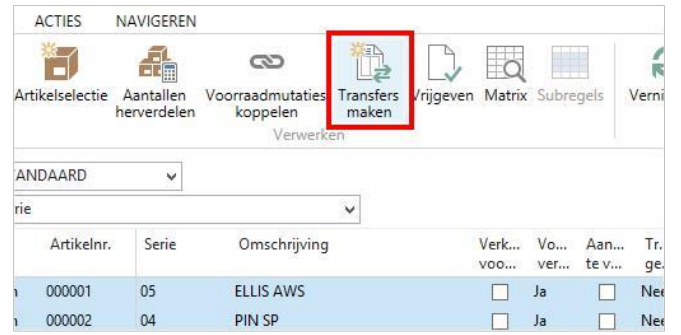 ACTIES NAVIGEREN
Artikelselectie Aantallen herverdelen Voorraadmutaties koppelen Transfers maken Vrijgeven Matrix Subregels Verni
Verwerken
ANDAARD
rie
Artikelnr. Serie Omschrijving Verk... voo... Vo... ver... Aan... te v... Tr. ge.
n 000001 05 ELLIS AWS Ja Nee
n 000002 04 PIN SP Ja Nee